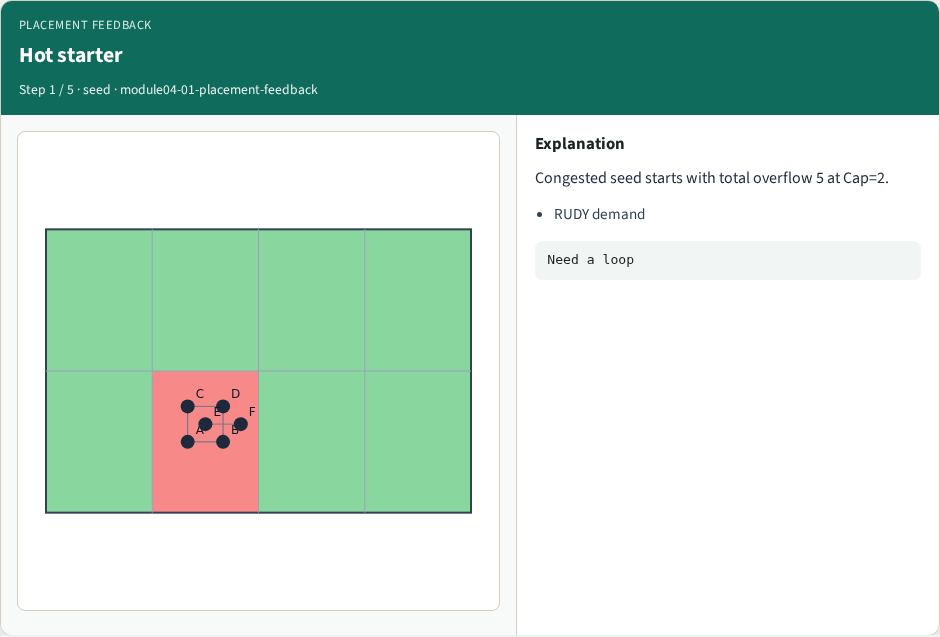 PLACEMENT FEEDBACK
Hot starter
Step 1 / 5 · seed · module04-01-placement-feedback
C D
E F
A B
Explanation
Congested seed starts with total overflow 5 at Cap=2.
• RUDY demand
Need a loop